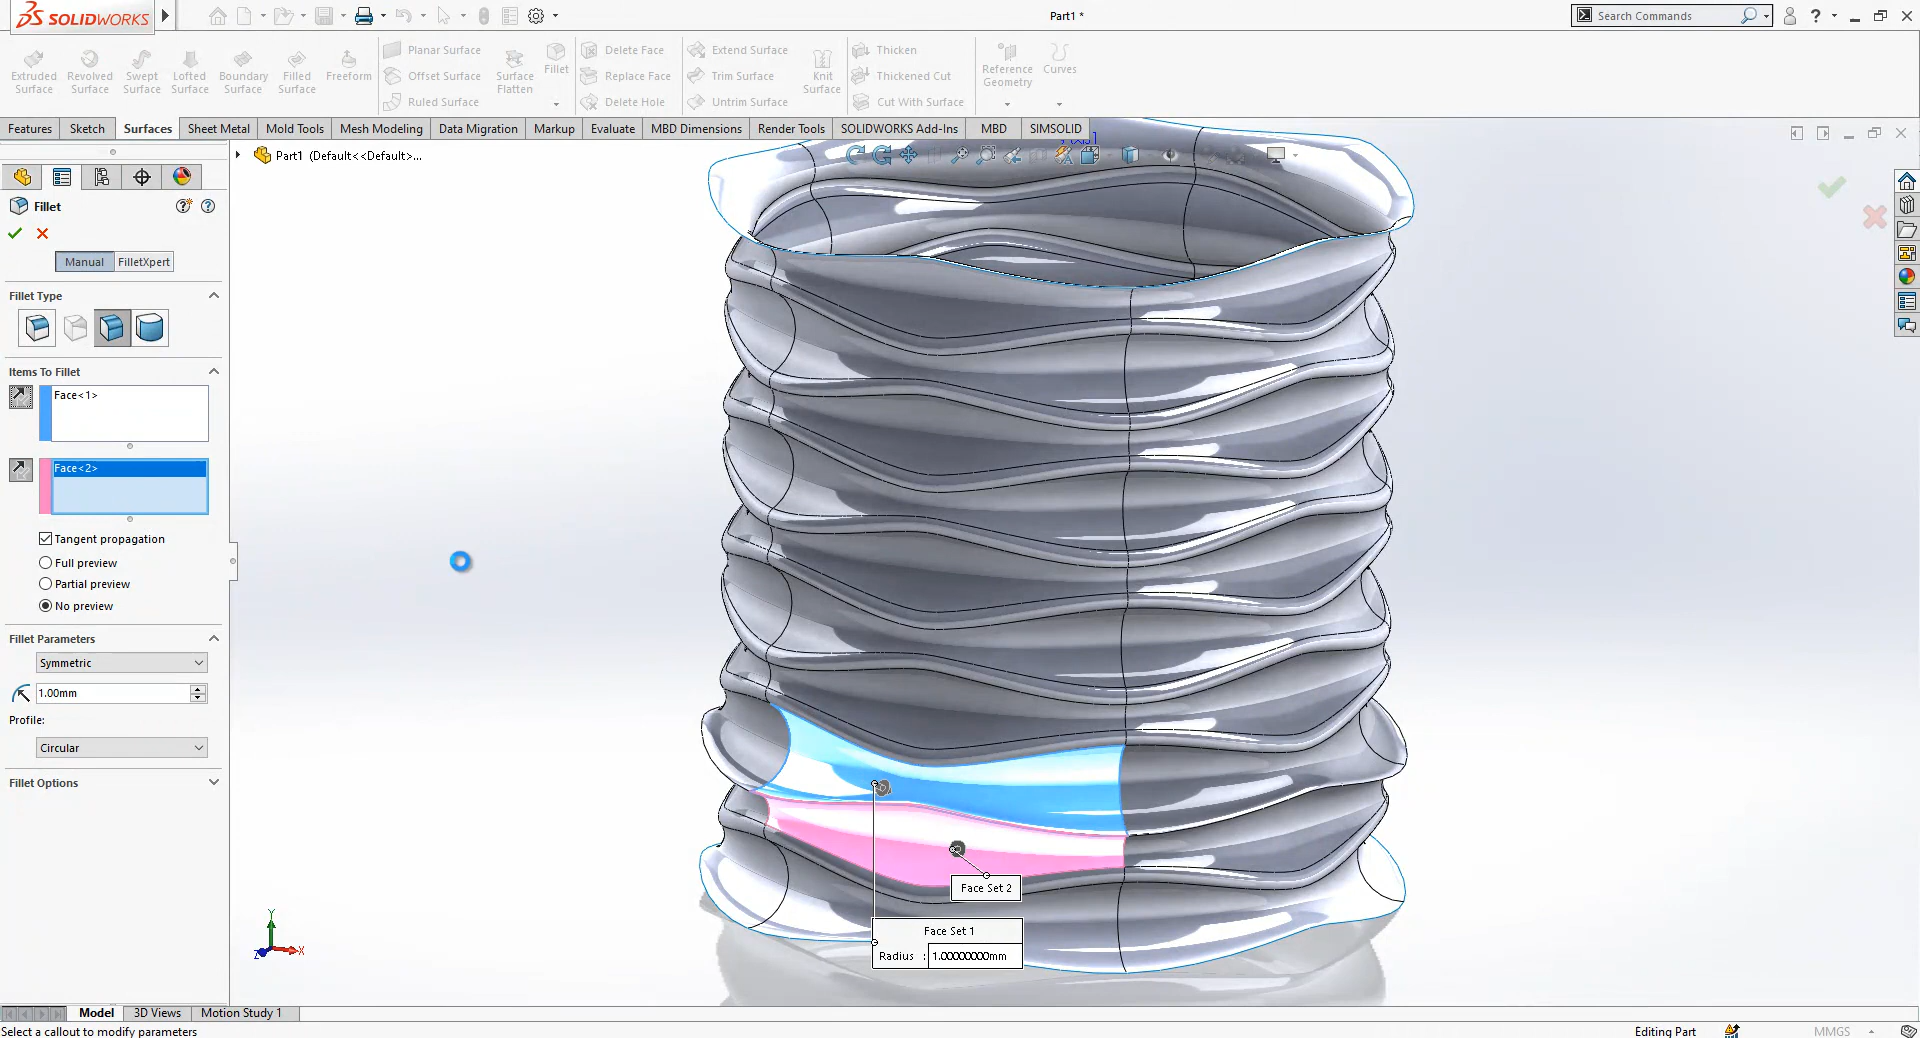 SOLIDWORKS
Part1 *
Search Commands
Extruded Surface
Revolved Surface
Swept Surface
Lofted Surface
Boundary Surface
Filled Surface
Freeform
Planar Surface
Offset Surface
Ruled Surface
Surface Flatten
Fillet
Delete Face
Replace Face
Delete Hole
Extend Surface
Trim Surface
Untrim Surface
Knit Surface
Thicken
Thickened Cut
Cut With Surface
Reference Geometry
Curves
Features
Sketch
Surfaces
Sheet Metal
Mold Tools
Mesh Modeling
Data Migration
Markup
Evaluate
MBD Dimensions
Render Tools
SOLIDWORKS Add-Ins
MBD
SIMSOLID
Part1 (Default<<Default>...
Fillet
Manual
FilletXpert
Fillet Type
Items To Fillet
Face<1>
Face<2>
Tangent propagation
Full preview
Partial preview
No preview
Fillet Parameters
Symmetric
1.00mm
Profile:
Circular
Fillet Options
Face Set 2
Face Set 1
Radius : 1.00000000mm
Y
X
Z
Model
3D Views
Motion Study 1
Select a callout to modify parameters
Editing Part
MMGS